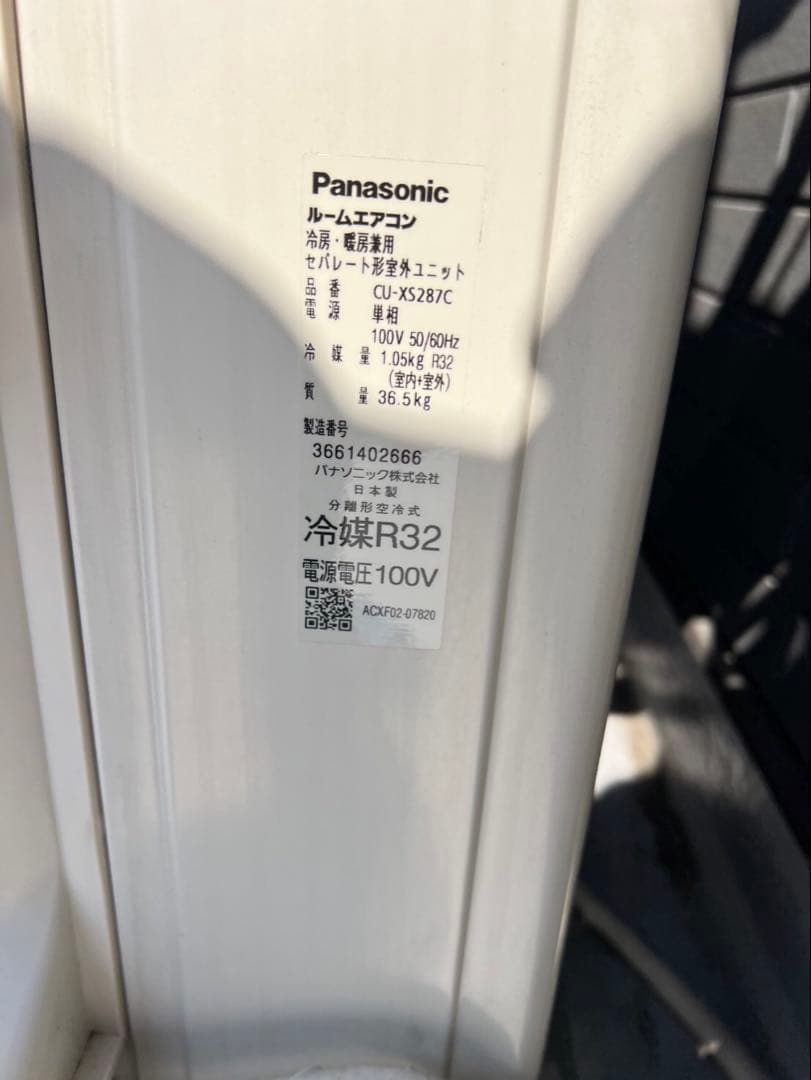 Panasonic
ルームエアコン
冷房・暖房兼用
セパレート形室外ユニット
品番 CU-XS287C
電源 単相
100V 50/60Hz
冷媒量 1.05kg R32
(室内+室外)
質量 36.5kg
製造番号
3661402666
パナソニック株式会社
日本製
分離形空冷式
冷媒R32
電源電圧100V
ACXF02-07820